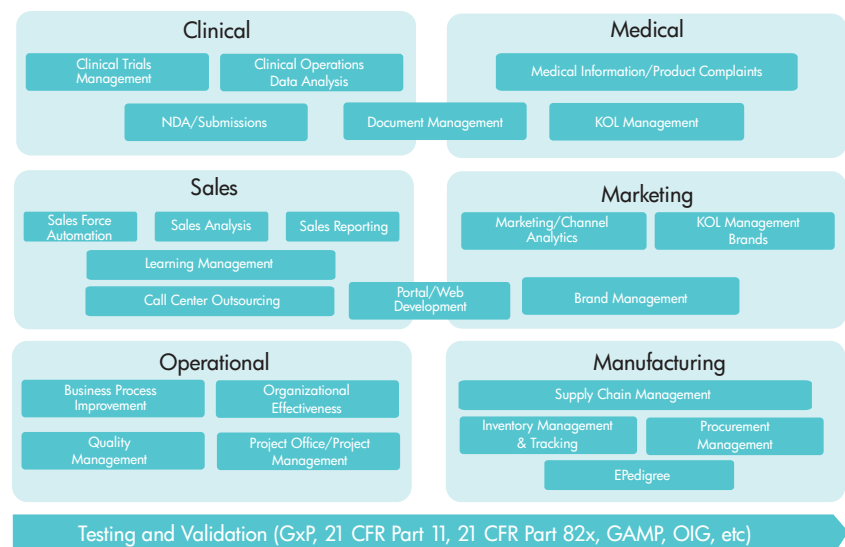 Clinical
Clinical Trials
Management
Clinical Operations
Data Analysis
NDA/Submissions
Document Management
Medical
Medical Information/Product Complaints
KOL Management
Sales
Sales Force
Automation
Sales Analysis
Sales Reporting
Learning Management
Call Center Outsourcing
Portal/Web
Development
Marketing
Marketing/Channel
Analytics
KOL Management
Brands
Brand Management
Operational
Business Process
Improvement
Organizational
Effectiveness
Quality
Management
Project Office/Project
Management
Manufacturing
Supply Chain Management
Inventory Management
& Tracking
Procurement
Management
EPedigree
Testing and Validation (GxP, 21 CFR Part 11, 21 CFR Part 82x, GAMP, OIG, etc)